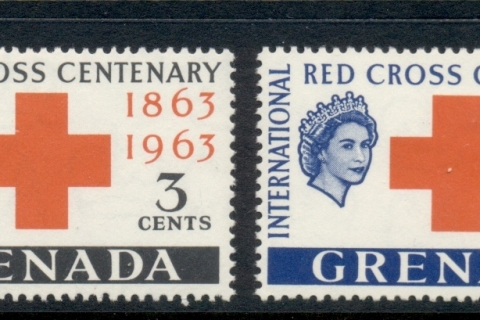 OSS CENTENARY
1863
1963
3
CENTS
ENADA
INTERNATIONAL
RED CROSS C
GREN